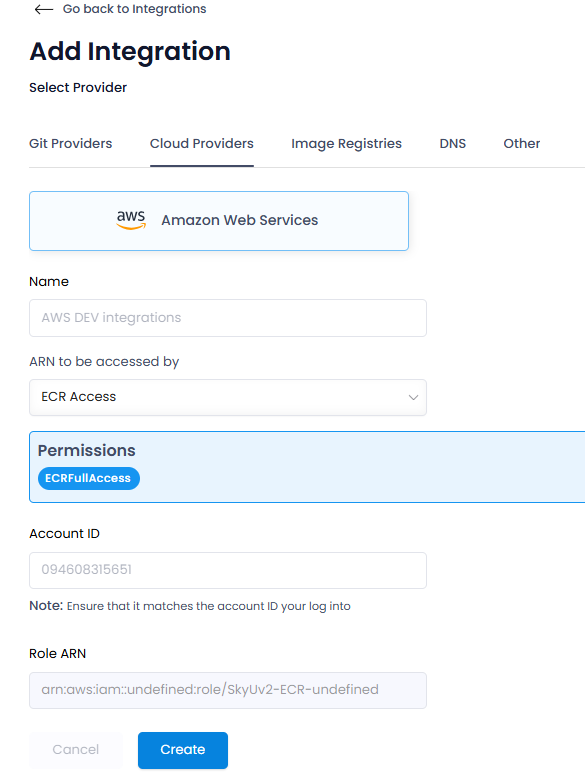 Go back to Integrations
Add Integration
Select Provider
Git Providers Cloud Providers Image Registries DNS Other
aws Amazon Web Services
Name
AWS DEV integrations
ARN to be accessed by
ECR Access
Permissions
ECRFullAccess
Account ID
094608315651
Note: Ensure that it matches the account ID your log into
Role ARN
arn:aws:iam::undefined:role/SkyUv2-ECR-undefined
Cancel Create